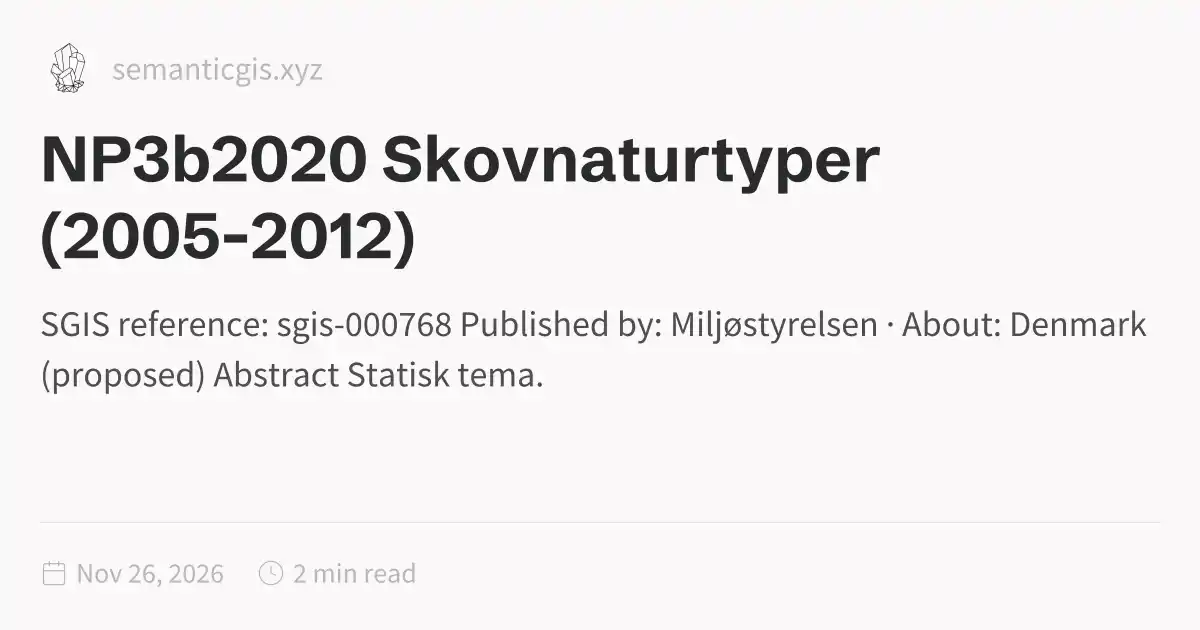 semanticgis.xyz
NP3b2020 Skovnaturtyper
(2005-2012)
SGIS reference: sgis-000768 Published by: Miljøstyrelsen · About: Denmark
(proposed) Abstract Statisk tema.
Nov 26, 2026 2 min read